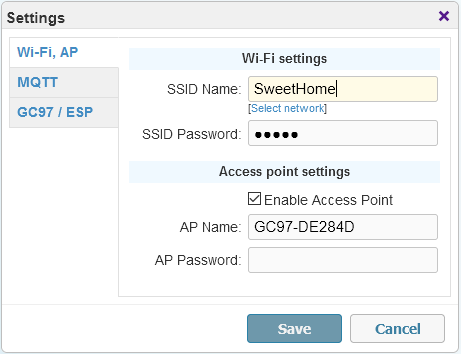 Settings
Wi-Fi, AP
MQTT
GC97 / ESP
Wi-Fi settings
SSID Name: SweetHome
[Select network]
SSID Password: ●●●●●
Access point settings
Enable Access Point
AP Name: GC97-DE284D
AP Password:
Save Cancel